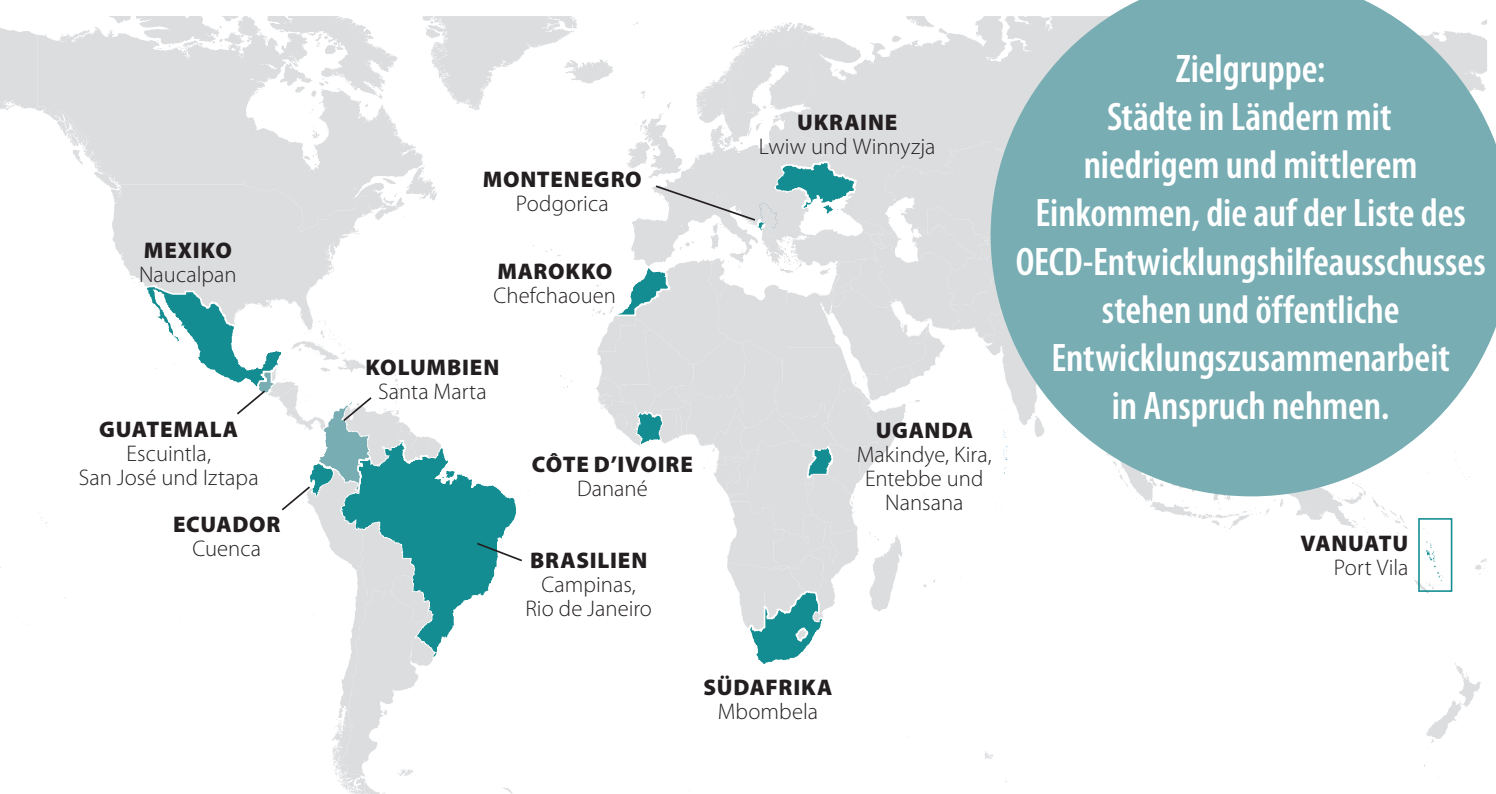 Zielgruppe:
Städte in Ländern mit
niedrigem und mittlerem
Einkommen, die auf der Liste des
OECD-Entwicklungshilfeausschusses
stehen und öffentliche
Entwicklungszusammenarbeit
in Anspruch nehmen.
UKRAINE
Lwiw und Winnyzja
MONTENEGRO
Podgorica
MEXIKO
Naucalpan
MAROKKO
Chefchaouen
KOLUMBIEN
Santa Marta
GUATEMALA
Escuintla,
San José und Iztapa
CÔTE D’IVOIRE
Danané
UGANDA
Makindye, Kira,
Entebbe und
Nansana
ECUADOR
Cuenca
BRASILIEN
Campinas,
Rio de Janeiro
VANUATU
Port Vila
SÜDAFRIKA
Mbombela